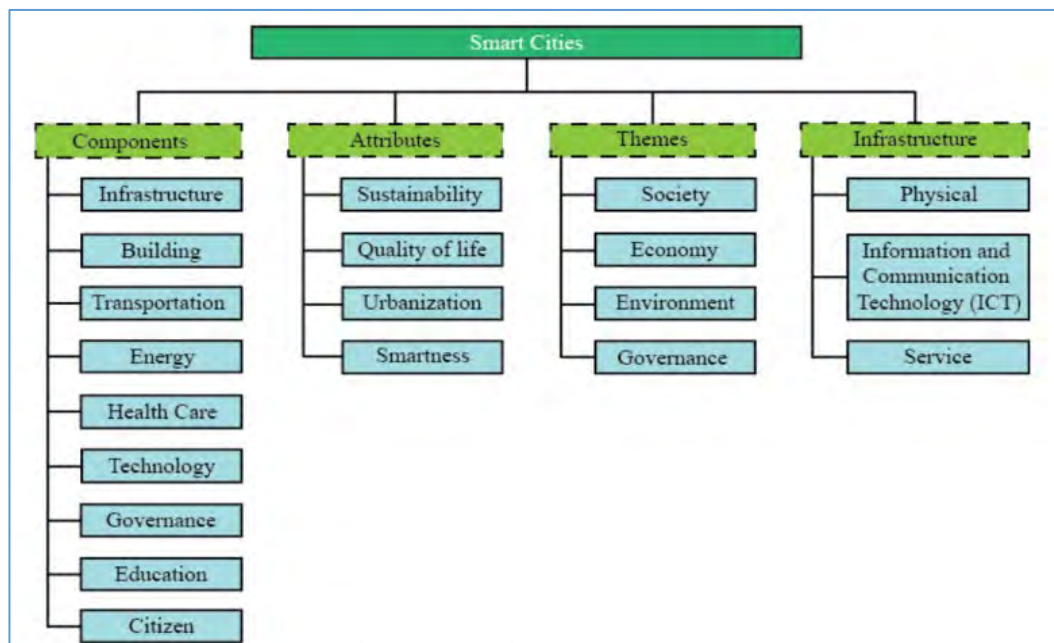 Smart Cities
Components
Attributes
Themes
Infrastructure
Infrastructure
Building
Transportation
Energy
Health Care
Technology
Governance
Education
Citizen
Sustainability
Quality of life
Urbanization
Smartness
Society
Economy
Environment
Governance
Physical
Information and
Communication
Technology (ICT)
Service